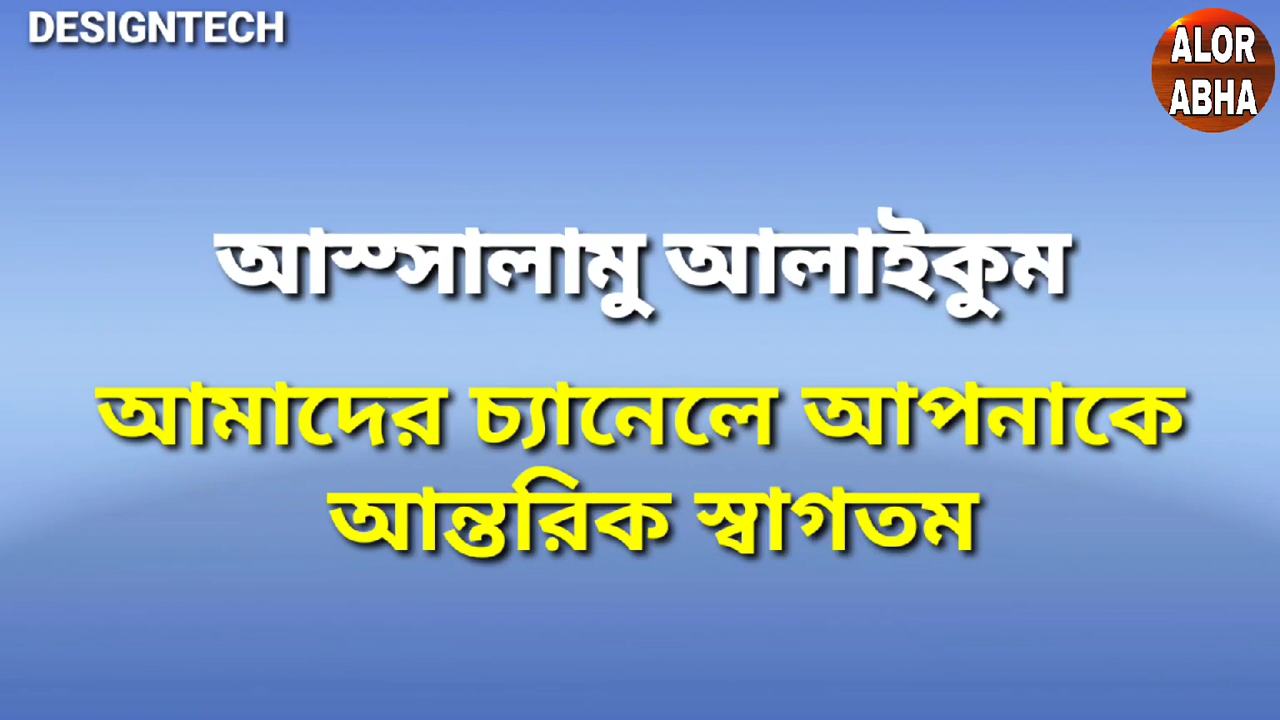 DESIGNTECH
ALOR
ABHA
আস্সালামু আলাইকুম
আমাদের চ্যানেলে আপনাকে
আন্তরিক স্বাগতম